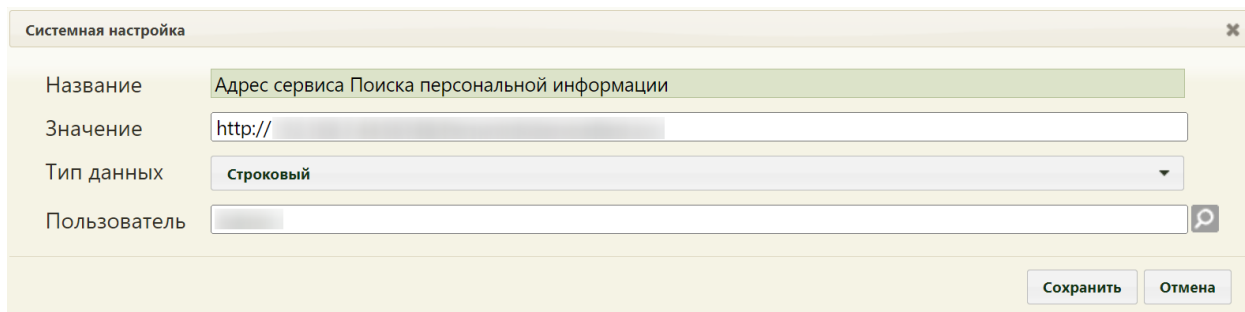 Системная настройка
Название Адрес сервиса Поиска персональной информации
Значение http://
Тип данных Строковый
Пользователь
Сохранить Отмена